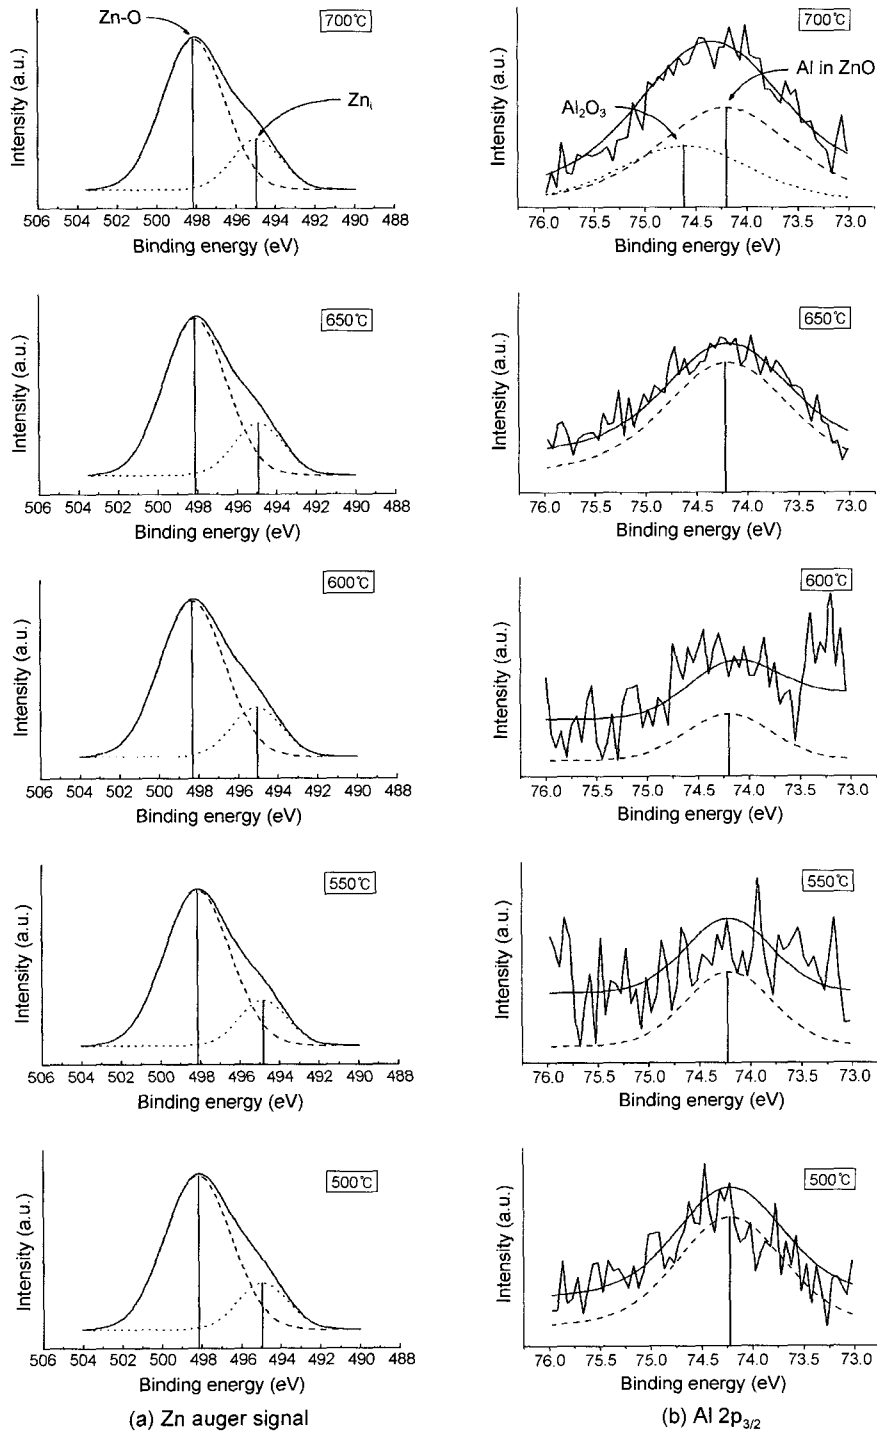 Zn-O
700℃
Zni
Intensity (a.u.)
506 504 502 500 498 496 494 492 490 488
Binding energy (eV)
700℃
Al in ZnO
Al2O3
Intensity (a.u.)
76.0 75.5 75.0 74.5 74.0 73.5 73.0
Binding energy (eV)
650℃
Intensity (a.u.)
506 504 502 500 498 496 494 492 490 488
Binding energy (eV)
650℃
Intensity (a.u.)
76.0 75.5 75.0 74.5 74.0 73.5 73.0
Binding energy (eV)
600℃
Intensity (a.u.)
506 504 502 500 498 496 494 492 490 488
Binding energy (eV)
600℃
Intensity (a.u.)
76.0 75.5 75.0 74.5 74.0 73.5 73.0
Binding energy (eV)
550℃
Intensity (a.u.)
506 504 502 500 498 496 494 492 490 488
Binding energy (eV)
550℃
Intensity (a.u.)
76.0 75.5 75.0 74.5 74.0 73.5 73.0
Binding energy (eV)
500℃
Intensity (a.u.)
506 504 502 500 498 496 494 492 490 488
Binding energy (eV)
500℃
Intensity (a.u.)
76.0 75.5 75.0 74.5 74.0 73.5 73.0
Binding energy (eV)
(a) Zn auger signal
(b) Al 2p3/2